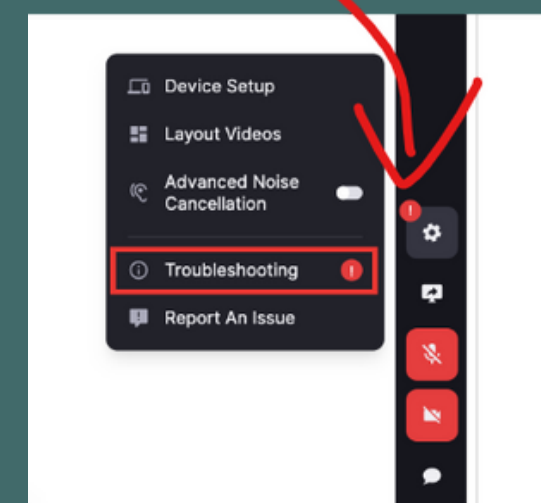 Device Setup
Layout Videos
Advanced Noise
Cancellation
Troubleshooting
Report An Issue